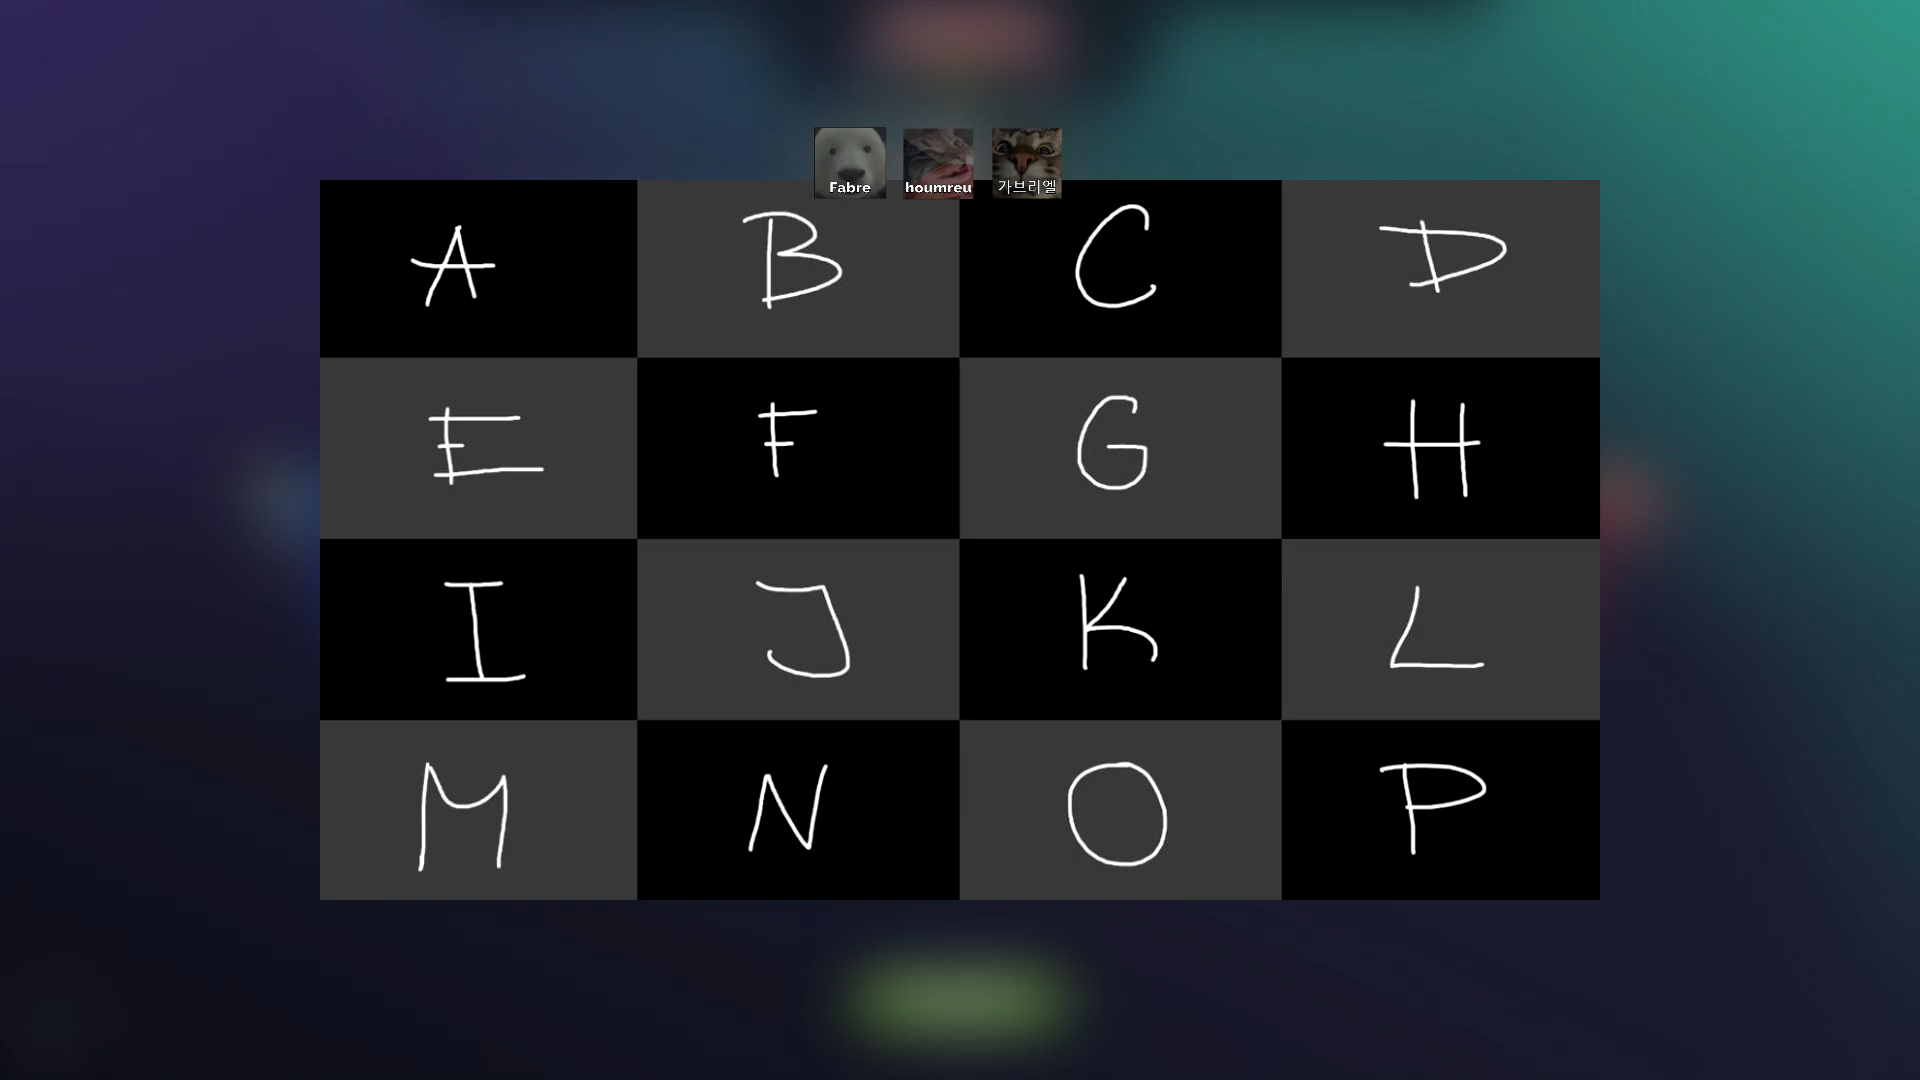 Fabre houmreu 가브리엘
A B C D
E F G H
I J K L
M N O P